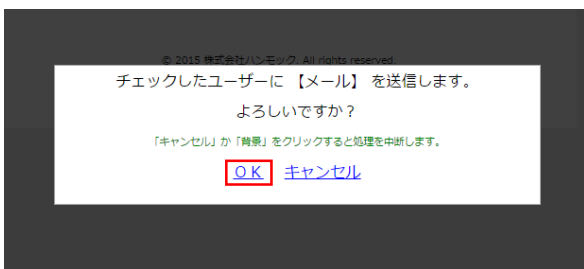 © 2015 株式会社ハンモック. All rights reserved.
チェックしたユーザーに 【メール】 を送信します。
よろしいですか？
「キャンセル」か「背景」をクリックすると処理を中断します。
ＯＫ キャンセル